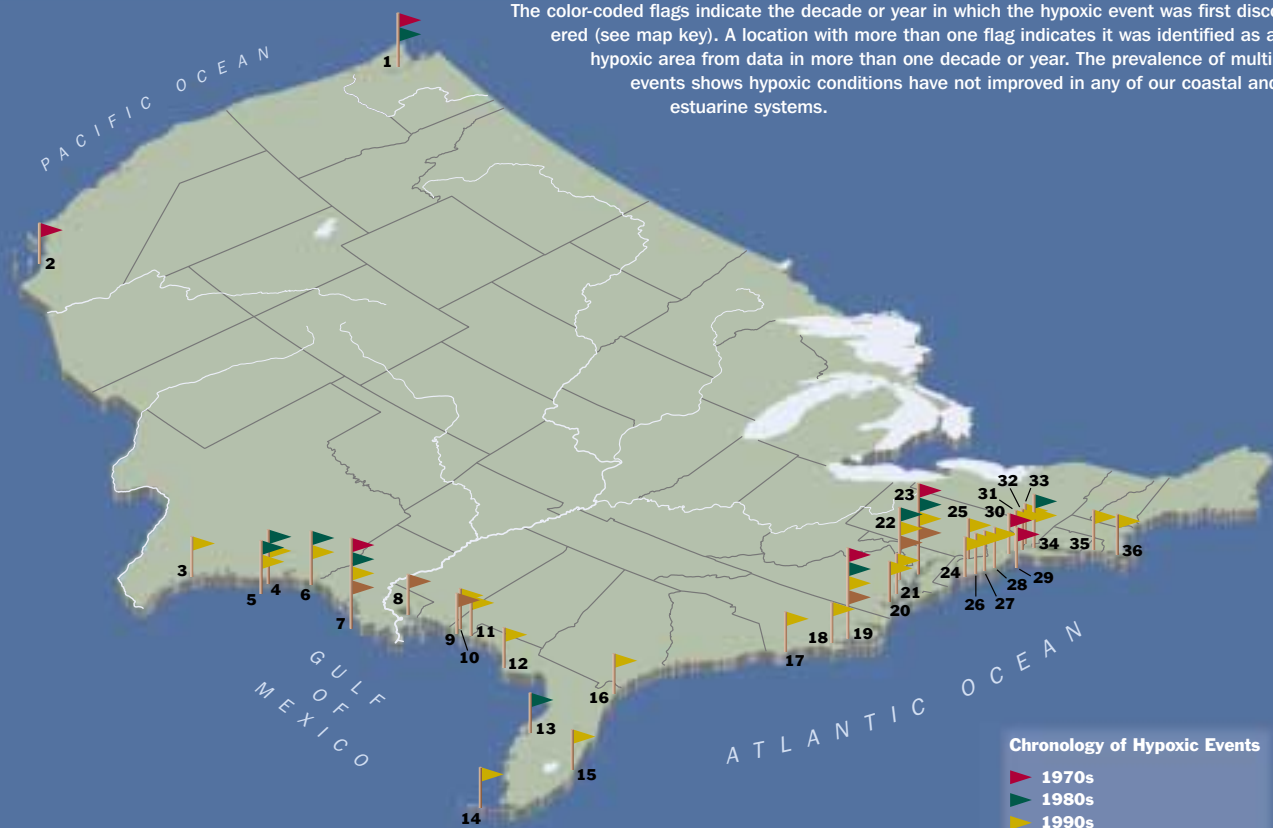 The color-coded flags indicate the decade or year in which the hypoxic event was first disco
ered (see map key). A location with more than one flag indicates it was identified as a
hypoxic area from data in more than one decade or year. The prevalence of multi
events shows hypoxic conditions have not improved in any of our coastal and
estuarine systems.
PACIFIC OCEAN
1
2
3
4
5
6
7
8
9
10
11
12
13
14
15
16
17
18
19
20
21
22
23
24
25
26
27
28
29
30
31
32
33
34
35
36
GULF
OF
MEXICO
ATLANTIC OCEAN
Chronology of Hypoxic Events
1970s
1980s
1990s